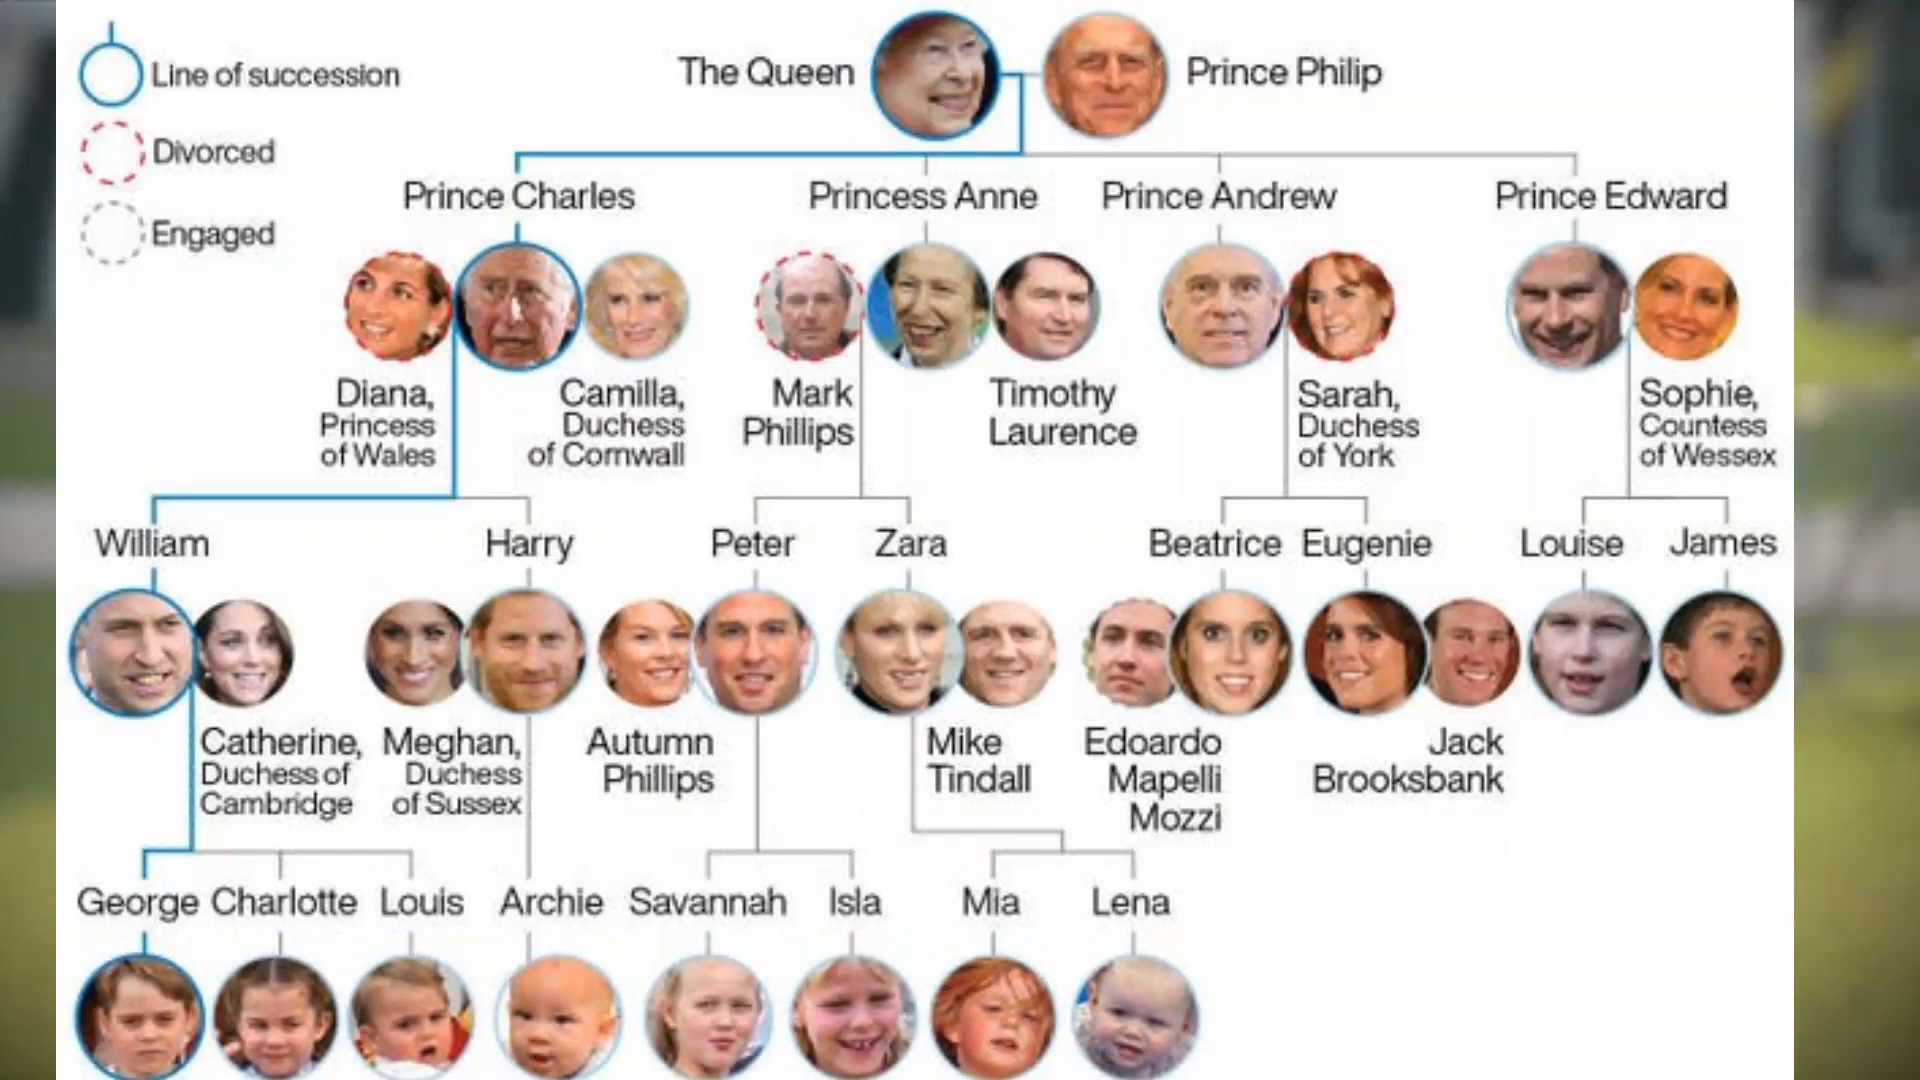 Line of succession
Divorced
Engaged
The Queen
Prince Philip
Prince Charles
Princess Anne
Prince Andrew
Prince Edward
Diana,
Princess
of Wales
Camilla,
Duchess
of Cornwall
Mark
Phillips
Timothy
Laurence
Sarah,
Duchess
of York
Sophie,
Countess
of Wessex
William
Harry
Peter
Zara
Beatrice
Eugenie
Louise
James
Catherine,
Duchess of
Cambridge
Meghan,
Duchess
of Sussex
Autumn
Phillips
Mike
Tindall
Edoardo
Mapelli
Mozzi
Jack
Brooksbank
George
Charlotte
Louis
Archie
Savannah
Isla
Mia
Lena